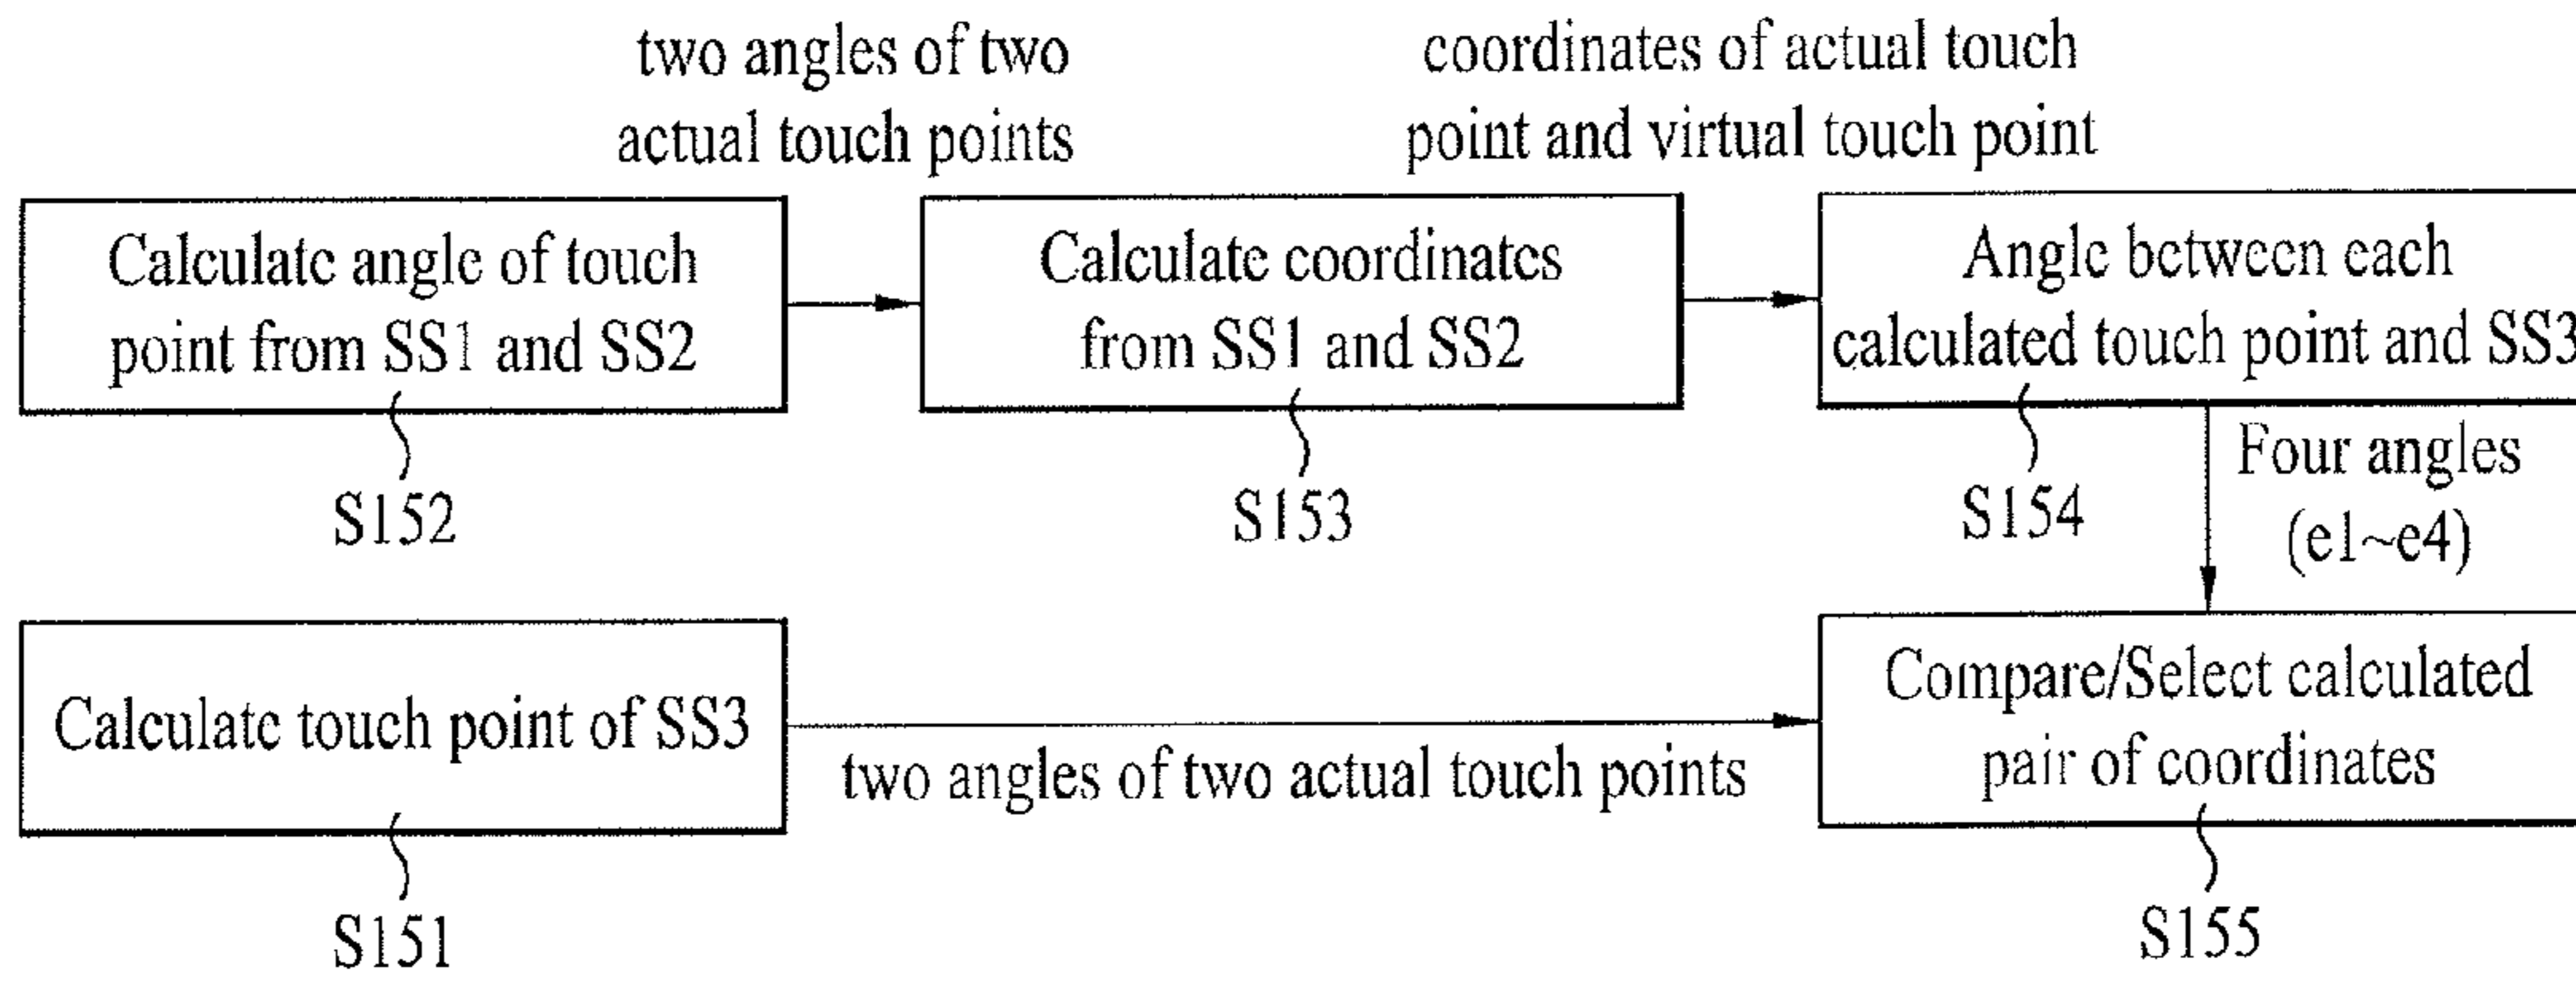 two angles of two
actual touch points
coordinates of actual touch
point and virtual touch point
Calculate angle of touch
point from SS1 and SS2
S152
Calculate coordinates
from SS1 and SS2
S153
Angle between each
calculated touch point and SS3
S154
Four angles
(e1~e4)
Calculate touch point of SS3
S151
two angles of two actual touch points
Compare/Select calculated
pair of coordinates
S155